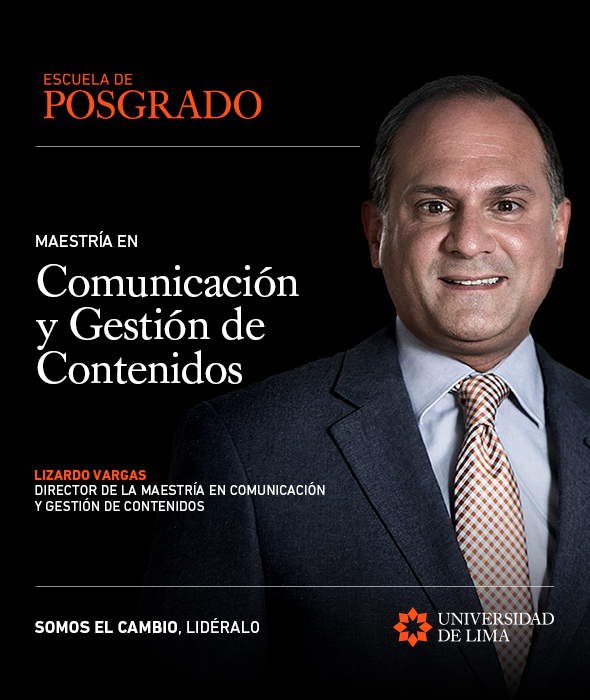 ESCUELA DE
POSGRADO
MAESTRÍA EN
Comunicación
y Gestión de
Contenidos
LIZARDO VARGAS
DIRECTOR DE LA MAESTRÍA EN COMUNICACIÓN
Y GESTIÓN DE CONTENIDOS
SOMOS EL CAMBIO, LIDÉRALO
UNIVERSIDAD
DE LIMA